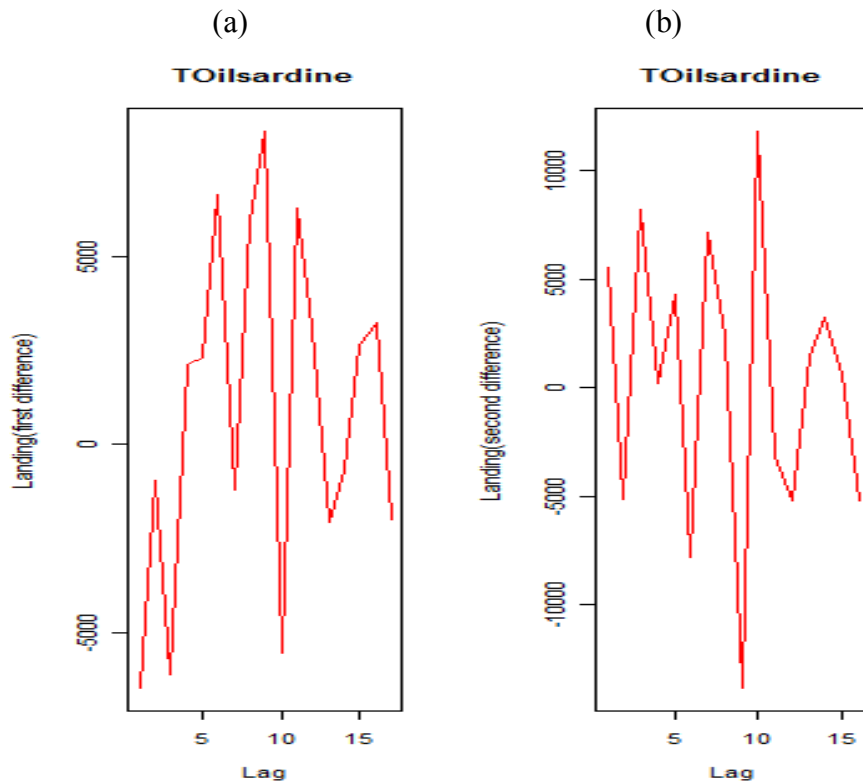 (a)
TOilsardine
Landing(first difference)
5000
0
-5000
5
10
15
Lag
(b)
TOilsardine
Landing(second difference)
10000
5000
0
-5000
-10000
5
10
15
Lag